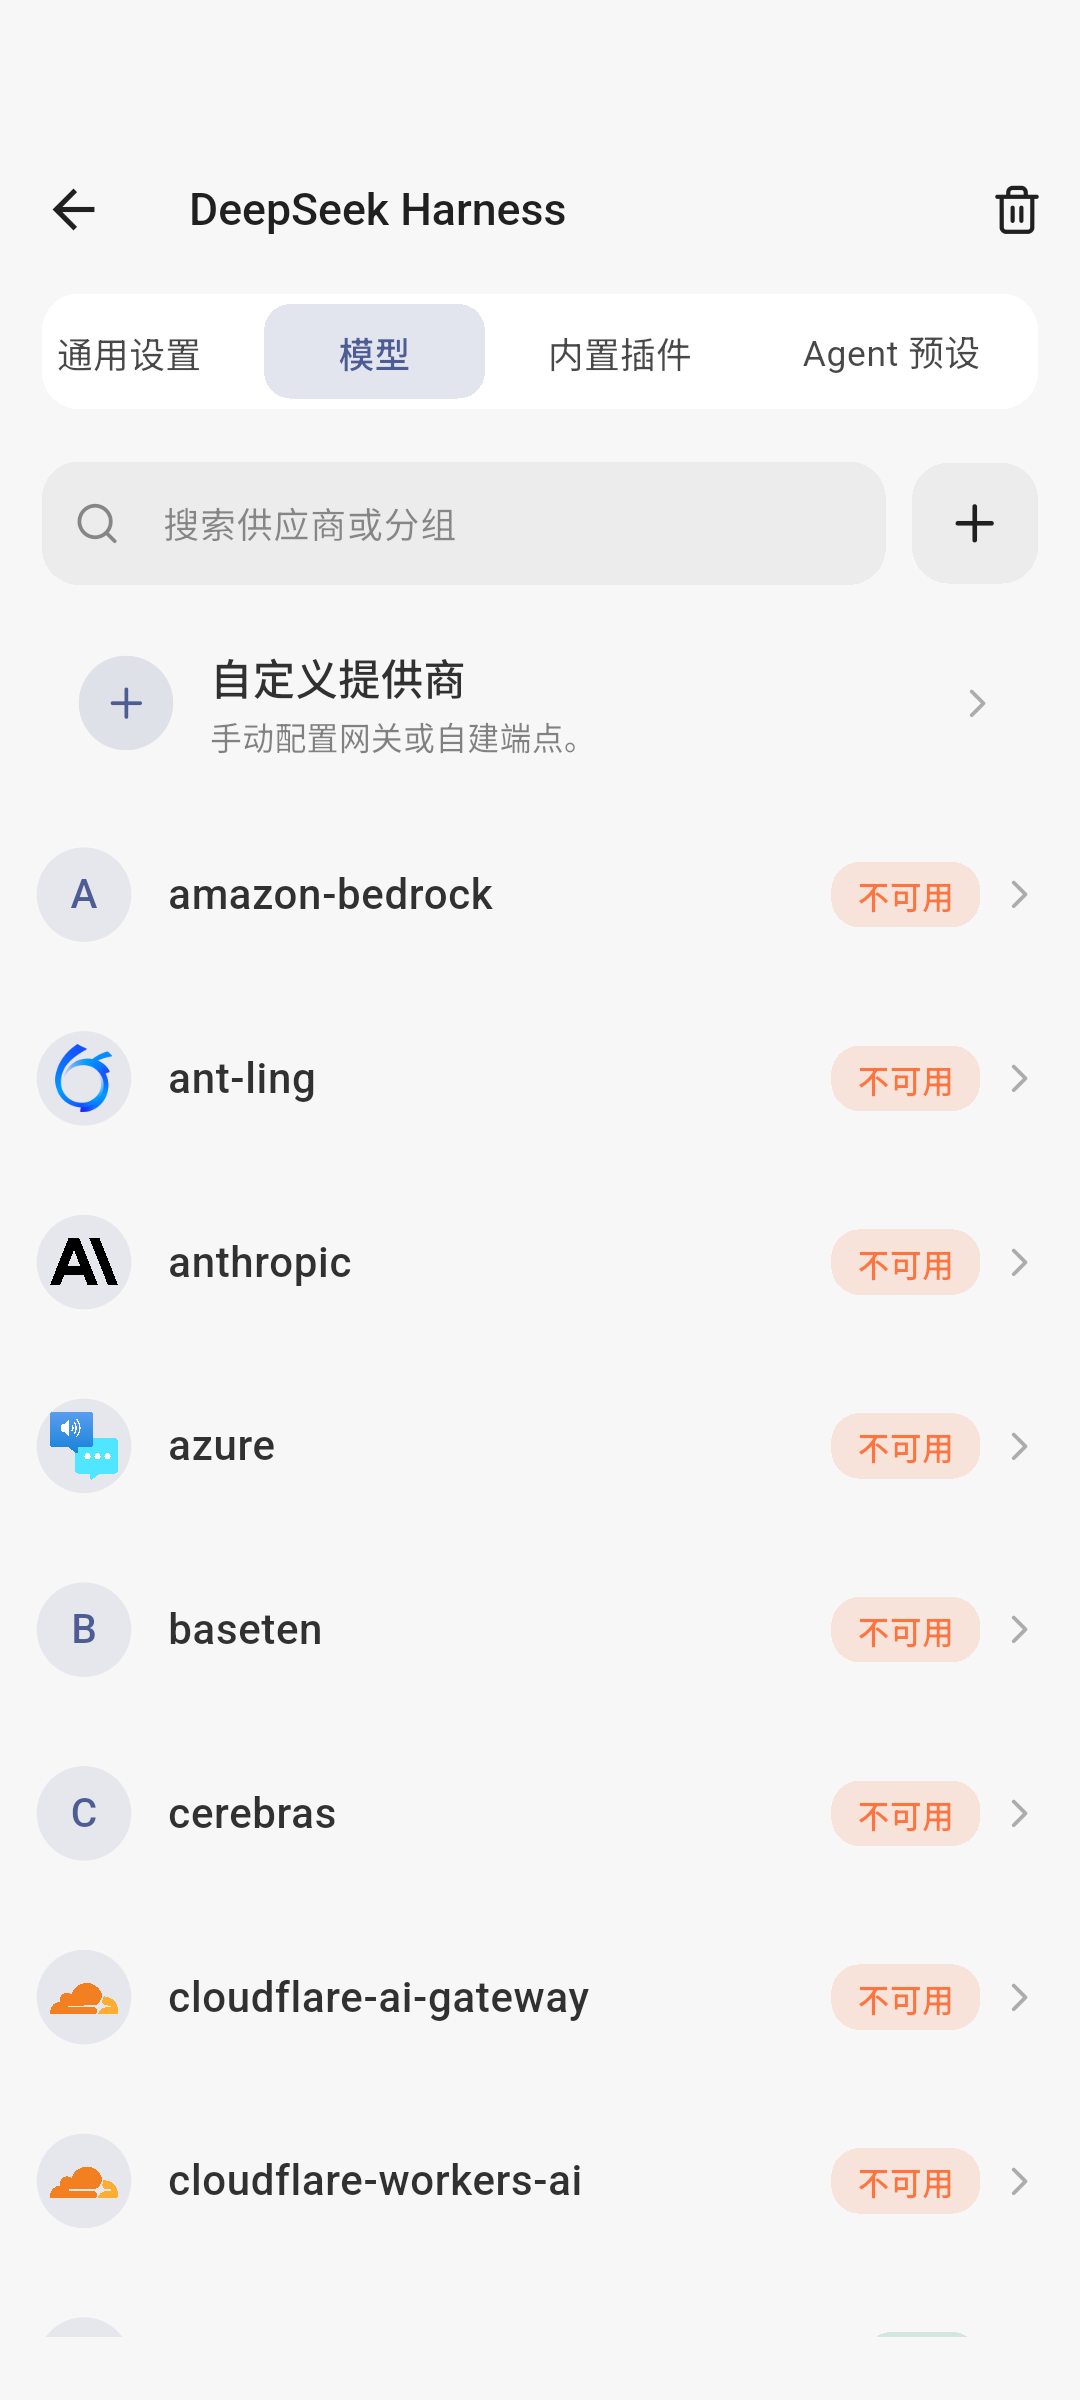 DeepSeek Harness
通用设置 模型 内置插件 Agent 预设
搜索供应商或分组
自定义提供商
手动配置网关或自建端点。
A amazon-bedrock 不可用
ant-ling 不可用
anthropic 不可用
azure 不可用
B baseten 不可用
C cerebras 不可用
cloudflare-ai-gateway 不可用
cloudflare-workers-ai 不可用